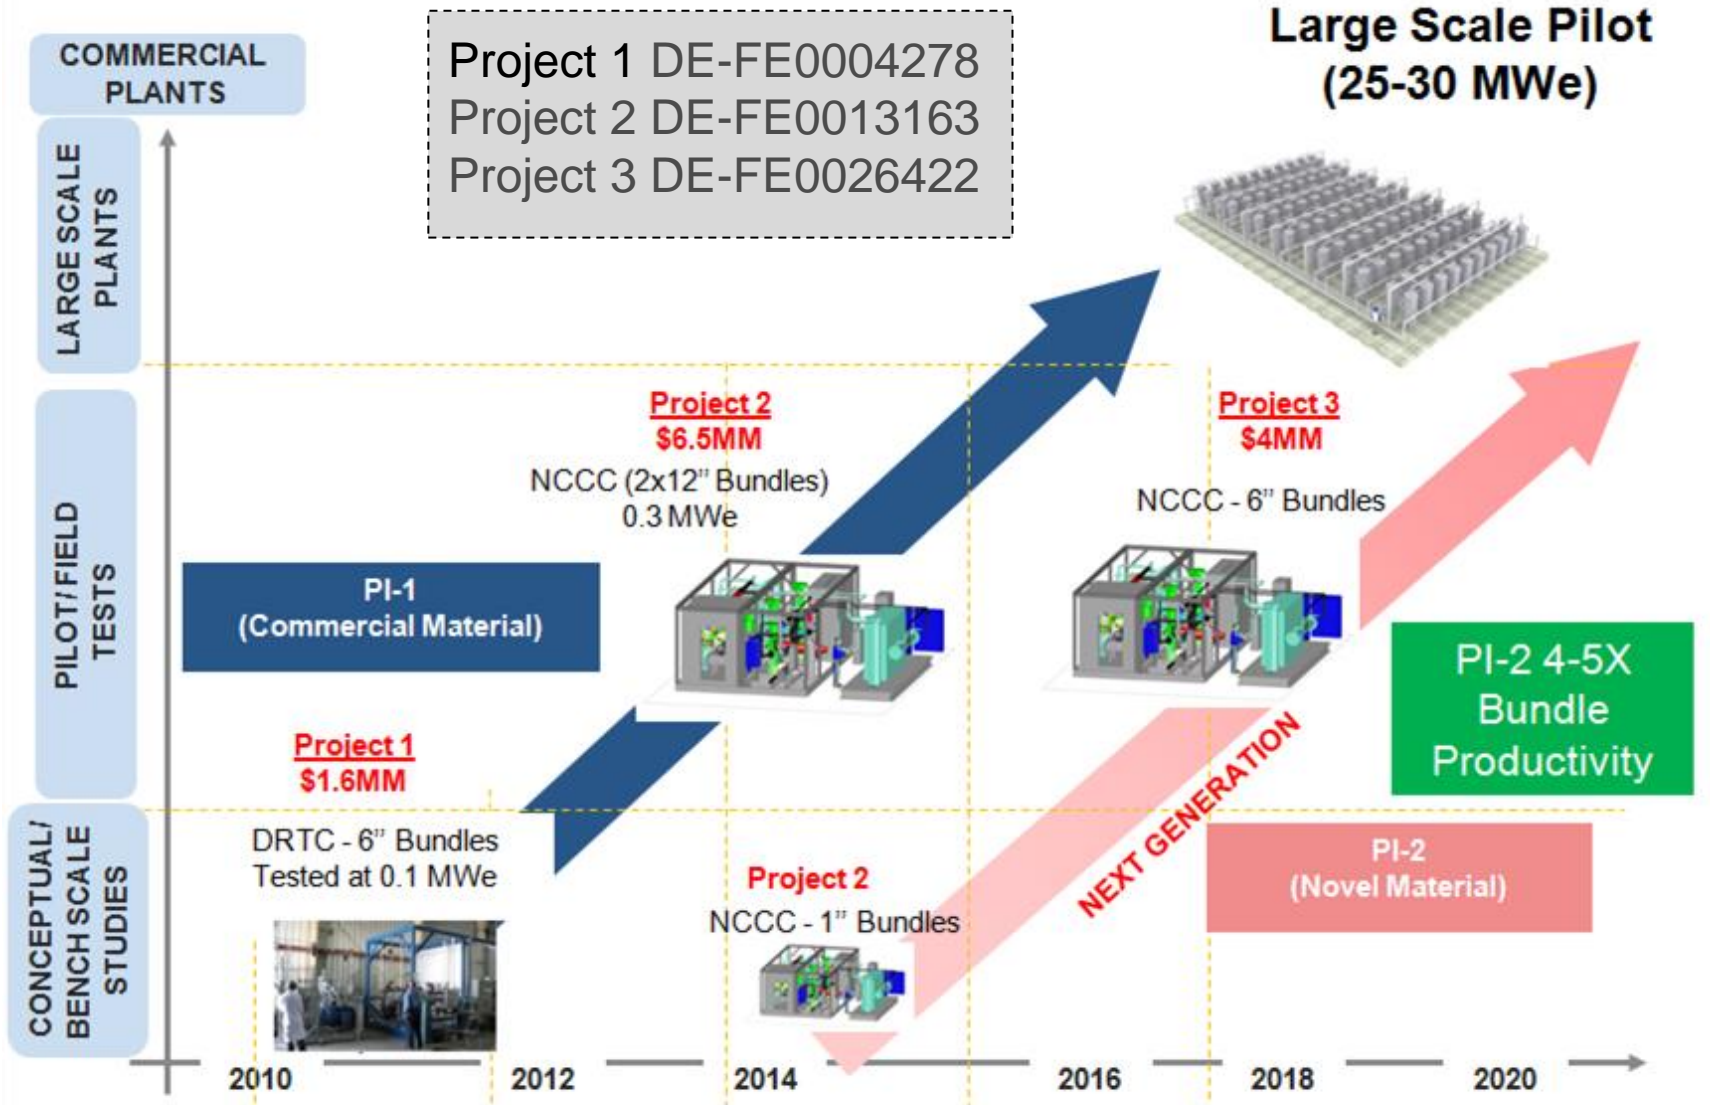 COMMERCIAL
PLANTS
LARGE SCALE
PLANTS
PILOT/FIELD
TESTS
CONCEPTUAL/
BENCH SCALE
STUDIES
Project 1 DE-FE0004278
Project 2 DE-FE0013163
Project 3 DE-FE0026422
Large Scale Pilot
(25-30 MWe)
Project 2
$6.5MM
NCCC (2x12” Bundles)
0.3 MWe
Project 3
$4MM
NCCC - 6” Bundles
PI-1
(Commercial Material)
PI-2 4-5X
Bundle
Productivity
Project 1
$1.6MM
DRTC - 6” Bundles
Tested at 0.1 MWe
Project 2
NCCC - 1” Bundles
NEXT GENERATION
PI-2
(Novel Material)
2010 2012 2014 2016 2018 2020